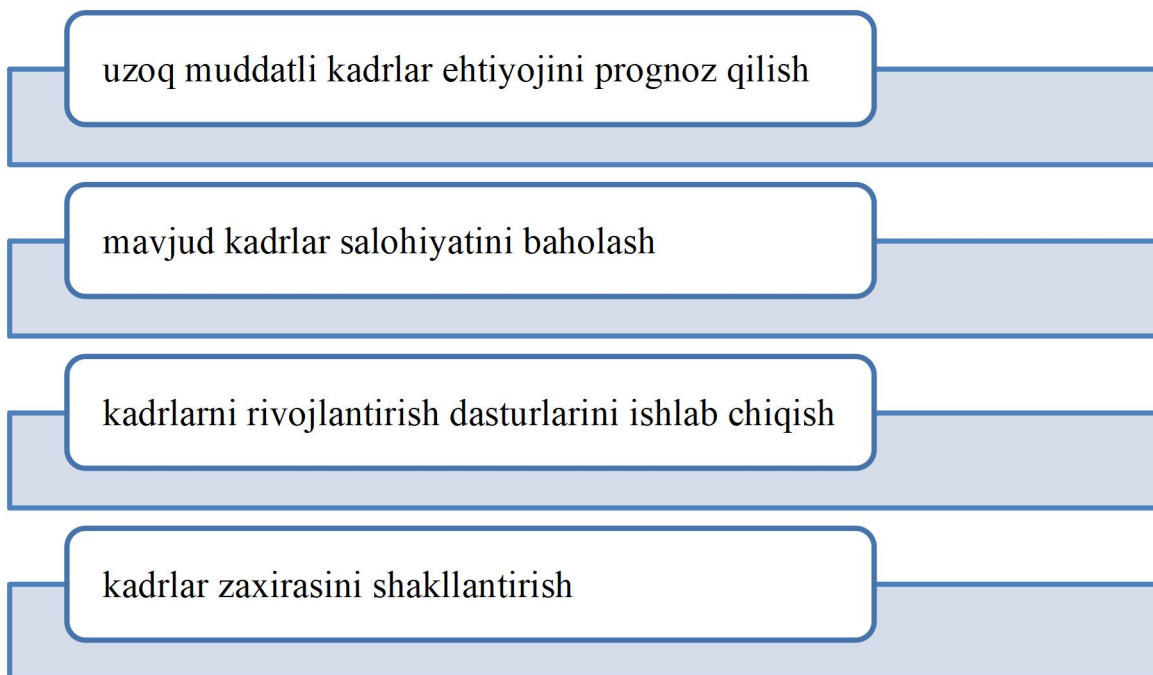 uzoq muddatli kadrlar ehtiyojini prognoz qilish
mavjud kadrlar salohiyatini baholash
kadrlarni rivojlantirish dasturlarini ishlab chiqish
kadrlar zaxirasini shakllantirish